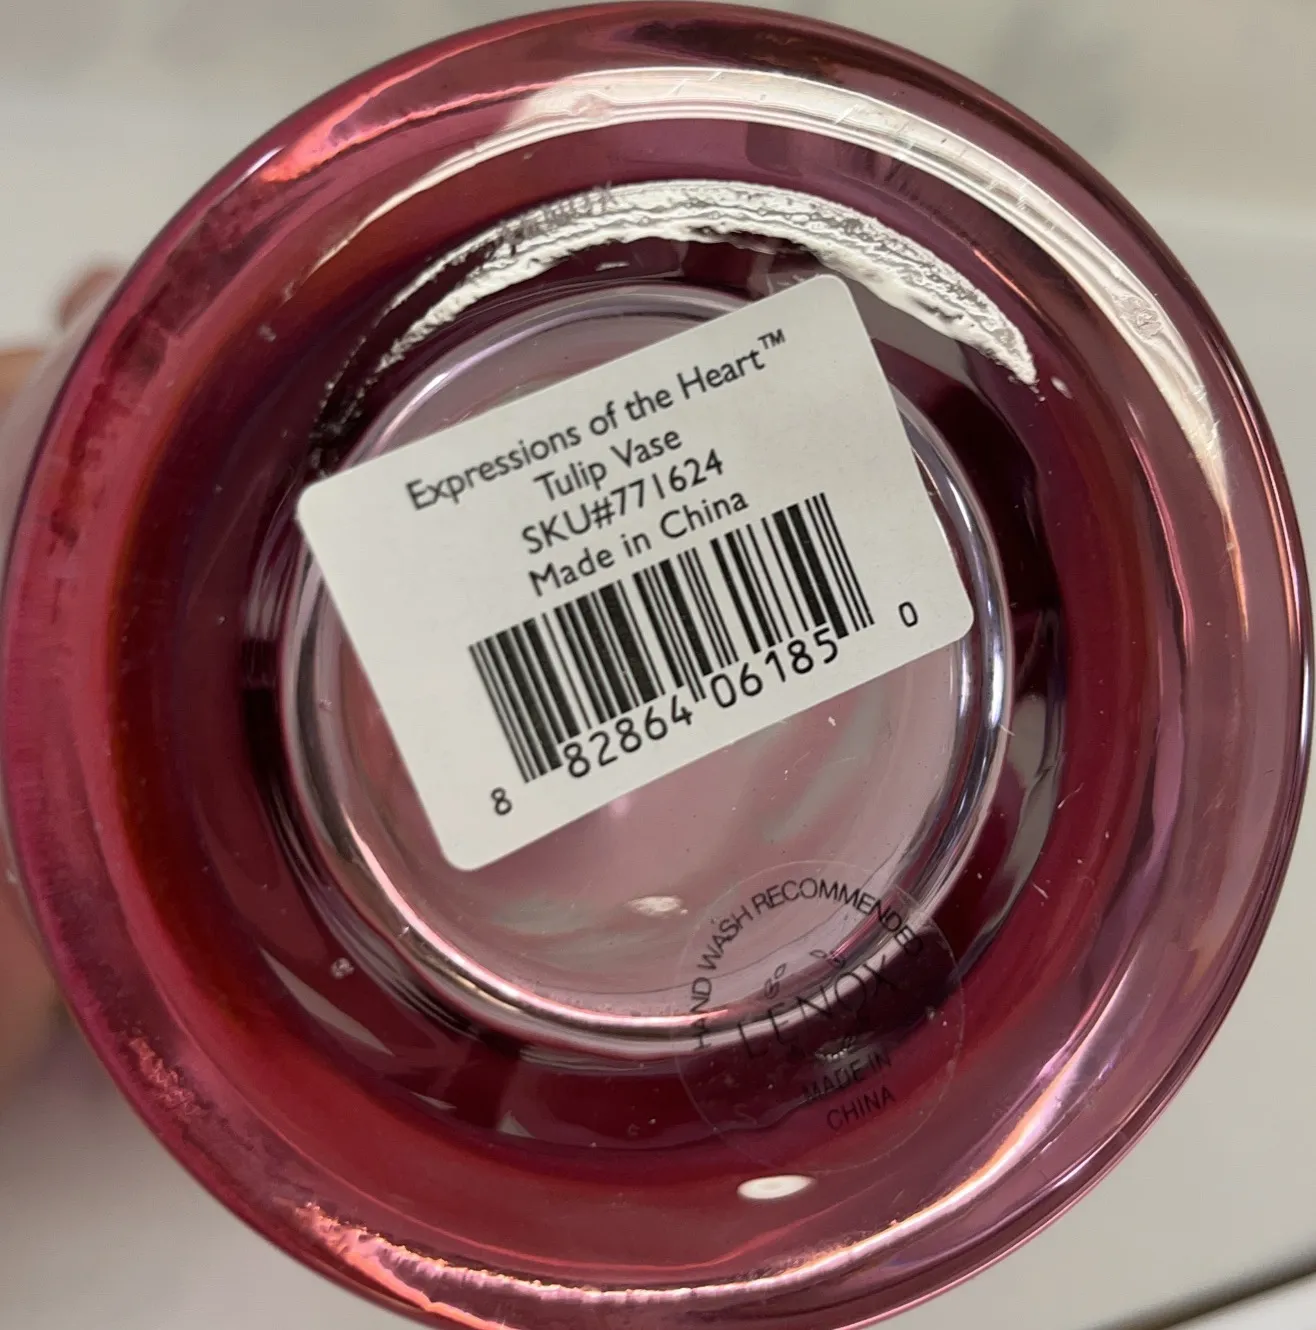 Expressions of the Heart™
Tulip Vase
SKU#771624
Made in China
8 82864 06185 0
HAND WASH RECOMMENDED
LENOX
MADE IN
CHINA